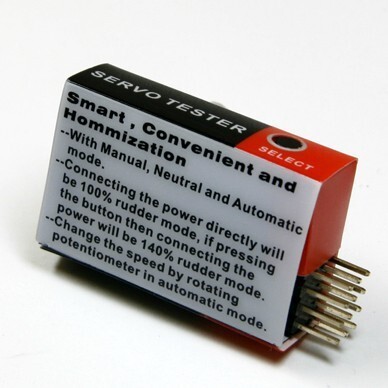 SERVO TESTER
SELECT
Smart , Convenient and
Hommization
--With Manual, Neutral and Automatic
mode.
--Connecting the power directly will
be 100% rudder mode, if pressing
the button then connecting the
power will be 140% rudder mode.
--Change the speed by rotating
potentiometer in automatic mode.